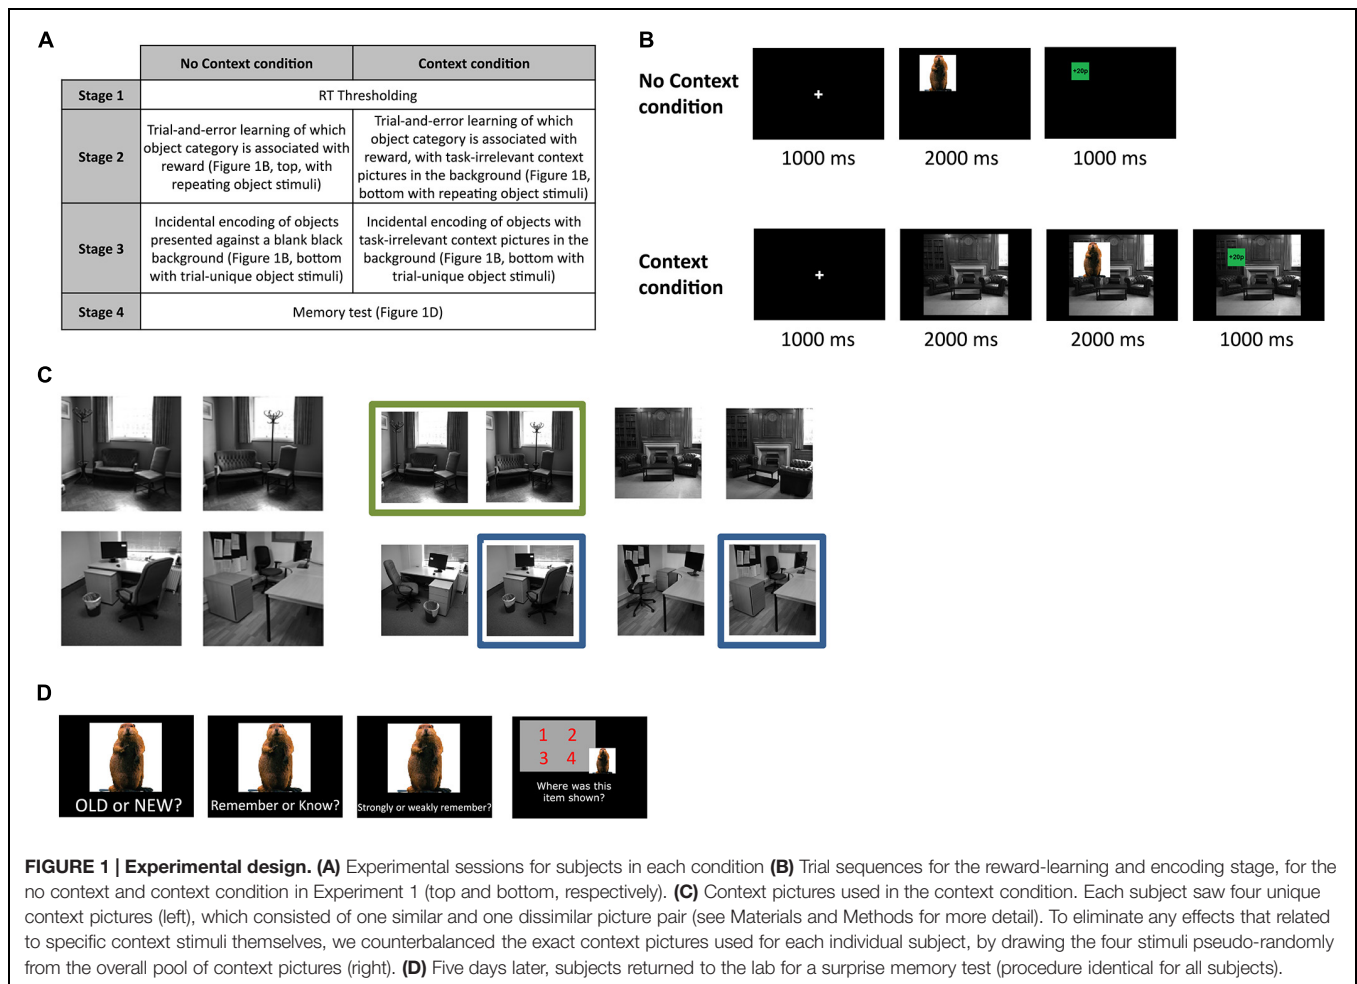 A
No Context condition
Context condition
Stage 1
RT Thresholding
Stage 2
Trial-and-error learning of which
object category is associated with
reward (Figure 1B, top, with
repeating object stimuli)
Trial-and-error learning of which
object category is associated with
reward, with task-irrelevant context
pictures in the background (Figure 1B,
bottom with repeating object stimuli)
Stage 3
Incidental encoding of objects
presented against a blank black
background (Figure 1B, bottom
with trial-unique object stimuli)
Incidental encoding of objects with
task-irrelevant context pictures in the
background (Figure 1B, bottom with
trial-unique object stimuli)
Stage 4
Memory test (Figure 1D)
B
No Context
condition
+
+20p
1000 ms
2000 ms
1000 ms
Context
condition
+
+20p
1000 ms
2000 ms
2000 ms
1000 ms
C
D
OLD or NEW?
Remember or Know?
Strongly or weakly remember?
1 2
3 4
Where was this
item shown?
FIGURE 1 | Experimental design. (A) Experimental sessions for subjects in each condition (B) Trial sequences for the reward-learning and encoding stage, for the
no context and context condition in Experiment 1 (top and bottom, respectively). (C) Context pictures used in the context condition. Each subject saw four unique
context pictures (left), which consisted of one similar and one dissimilar picture pair (see Materials and Methods for more detail). To eliminate any effects that related
to specific context stimuli themselves, we counterbalanced the exact context pictures used for each individual subject, by drawing the four stimuli pseudo-randomly
from the overall pool of context pictures (right). (D) Five days later, subjects returned to the lab for a surprise memory test (procedure identical for all subjects).